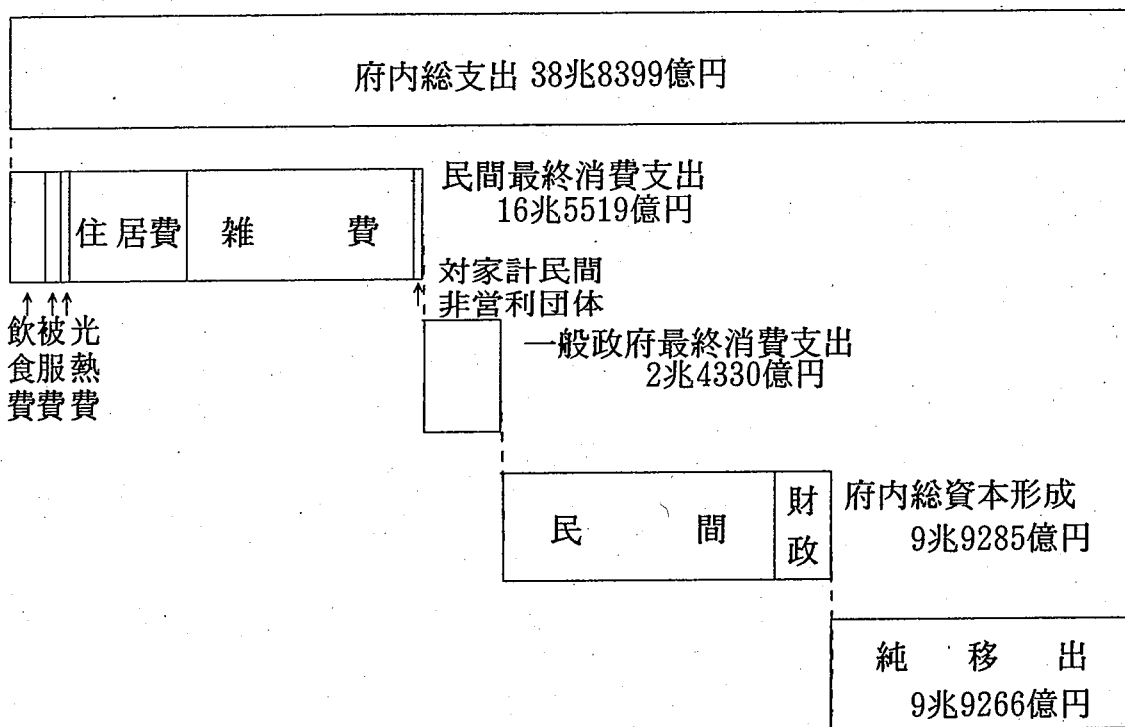 府内総支出 38兆8399億円
民間最終消費支出
16兆5519億円
住居費
雑費
対家計民間
非営利団体
↑
↑↑
飲食費
被服費
光熱費
一般政府最終消費支出
2兆4330億円
民間
財政
府内総資本形成
9兆9285億円
純移出
9兆9266億円